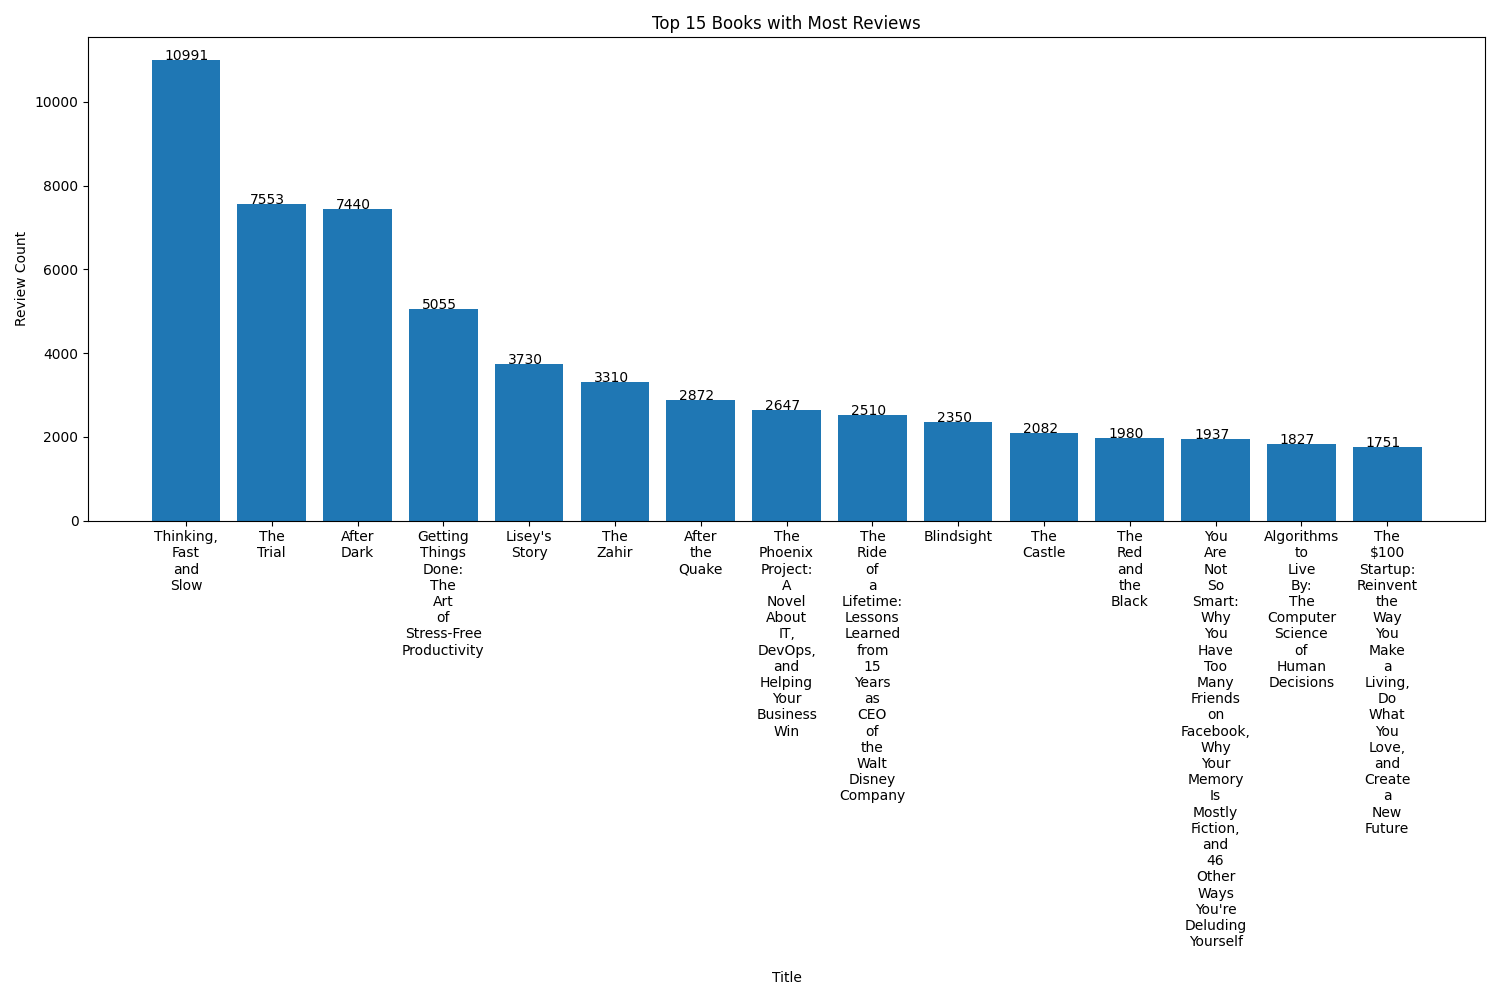 Top 15 Books with Most Reviews
Review Count
10000
8000
6000
4000
2000
0
10991
7553
7440
5055
3730
3310
2872
2647
2510
2350
2082
1980
1937
1827
1751
Thinking,
Fast
and
Slow
The
Trial
After
Dark
Getting
Things
Done:
The
Art
of
Stress-Free
Productivity
Lisey's
Story
The
Zahir
After
the
Quake
The
Phoenix
Project:
A
Novel
About
IT,
DevOps,
and
Helping
Your
Business
Win
The
Ride
of
a
Lifetime:
Lessons
Learned
from
15
Years
as
CEO
of
the
Walt
Disney
Company
Blindsight
The
Castle
The
Red
and
the
Black
You
Are
Not
So
Smart:
Why
You
Have
Too
Many
Friends
on
Facebook,
Why
Your
Memory
Is
Mostly
Fiction,
and
46
Other
Ways
You're
Deluding
Yourself
Algorithms
to
Live
By:
The
Computer
Science
of
Human
Decisions
The
$100
Startup:
Reinvent
the
Way
You
Make
a
Living,
Do
What
You
Love,
and
Create
a
New
Future
Title